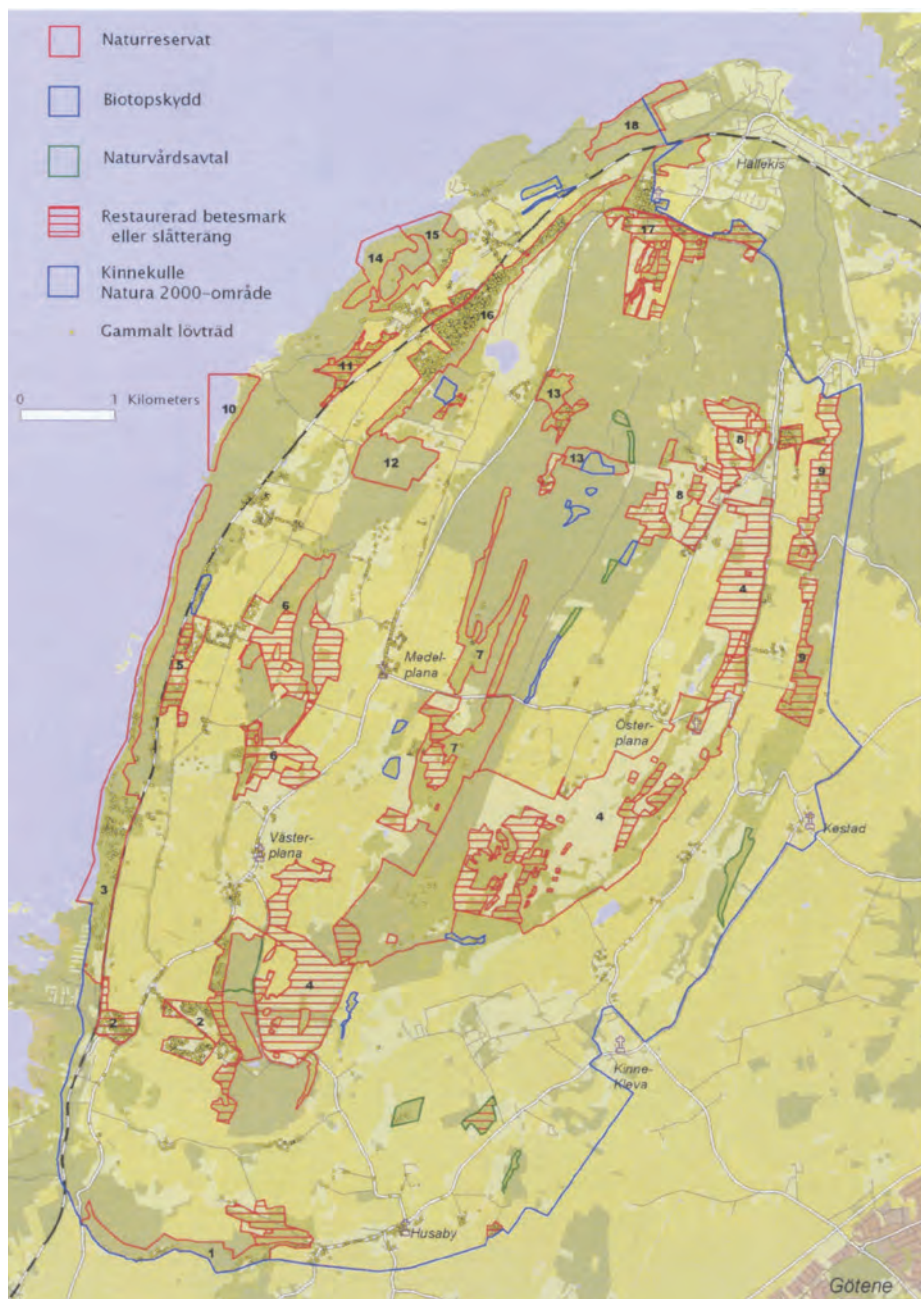 Naturreservat
Biotopskydd
Naturvårdsavtal
Restaurerad betesmark
eller slåtteräng
Kinnekulle
Natura 2000-område
Gammalt lövträd
0 1 Kilometers
18
Hällekis
17
15
14
16
11
10
13
12
13
8
8
9
4
6
5
7
9
Medel-
plana
Öster-
plana
6
7
4
Kestad
Väster-
plana
3
4
2
2
Kinne-
Kleva
Husaby
1
Götene